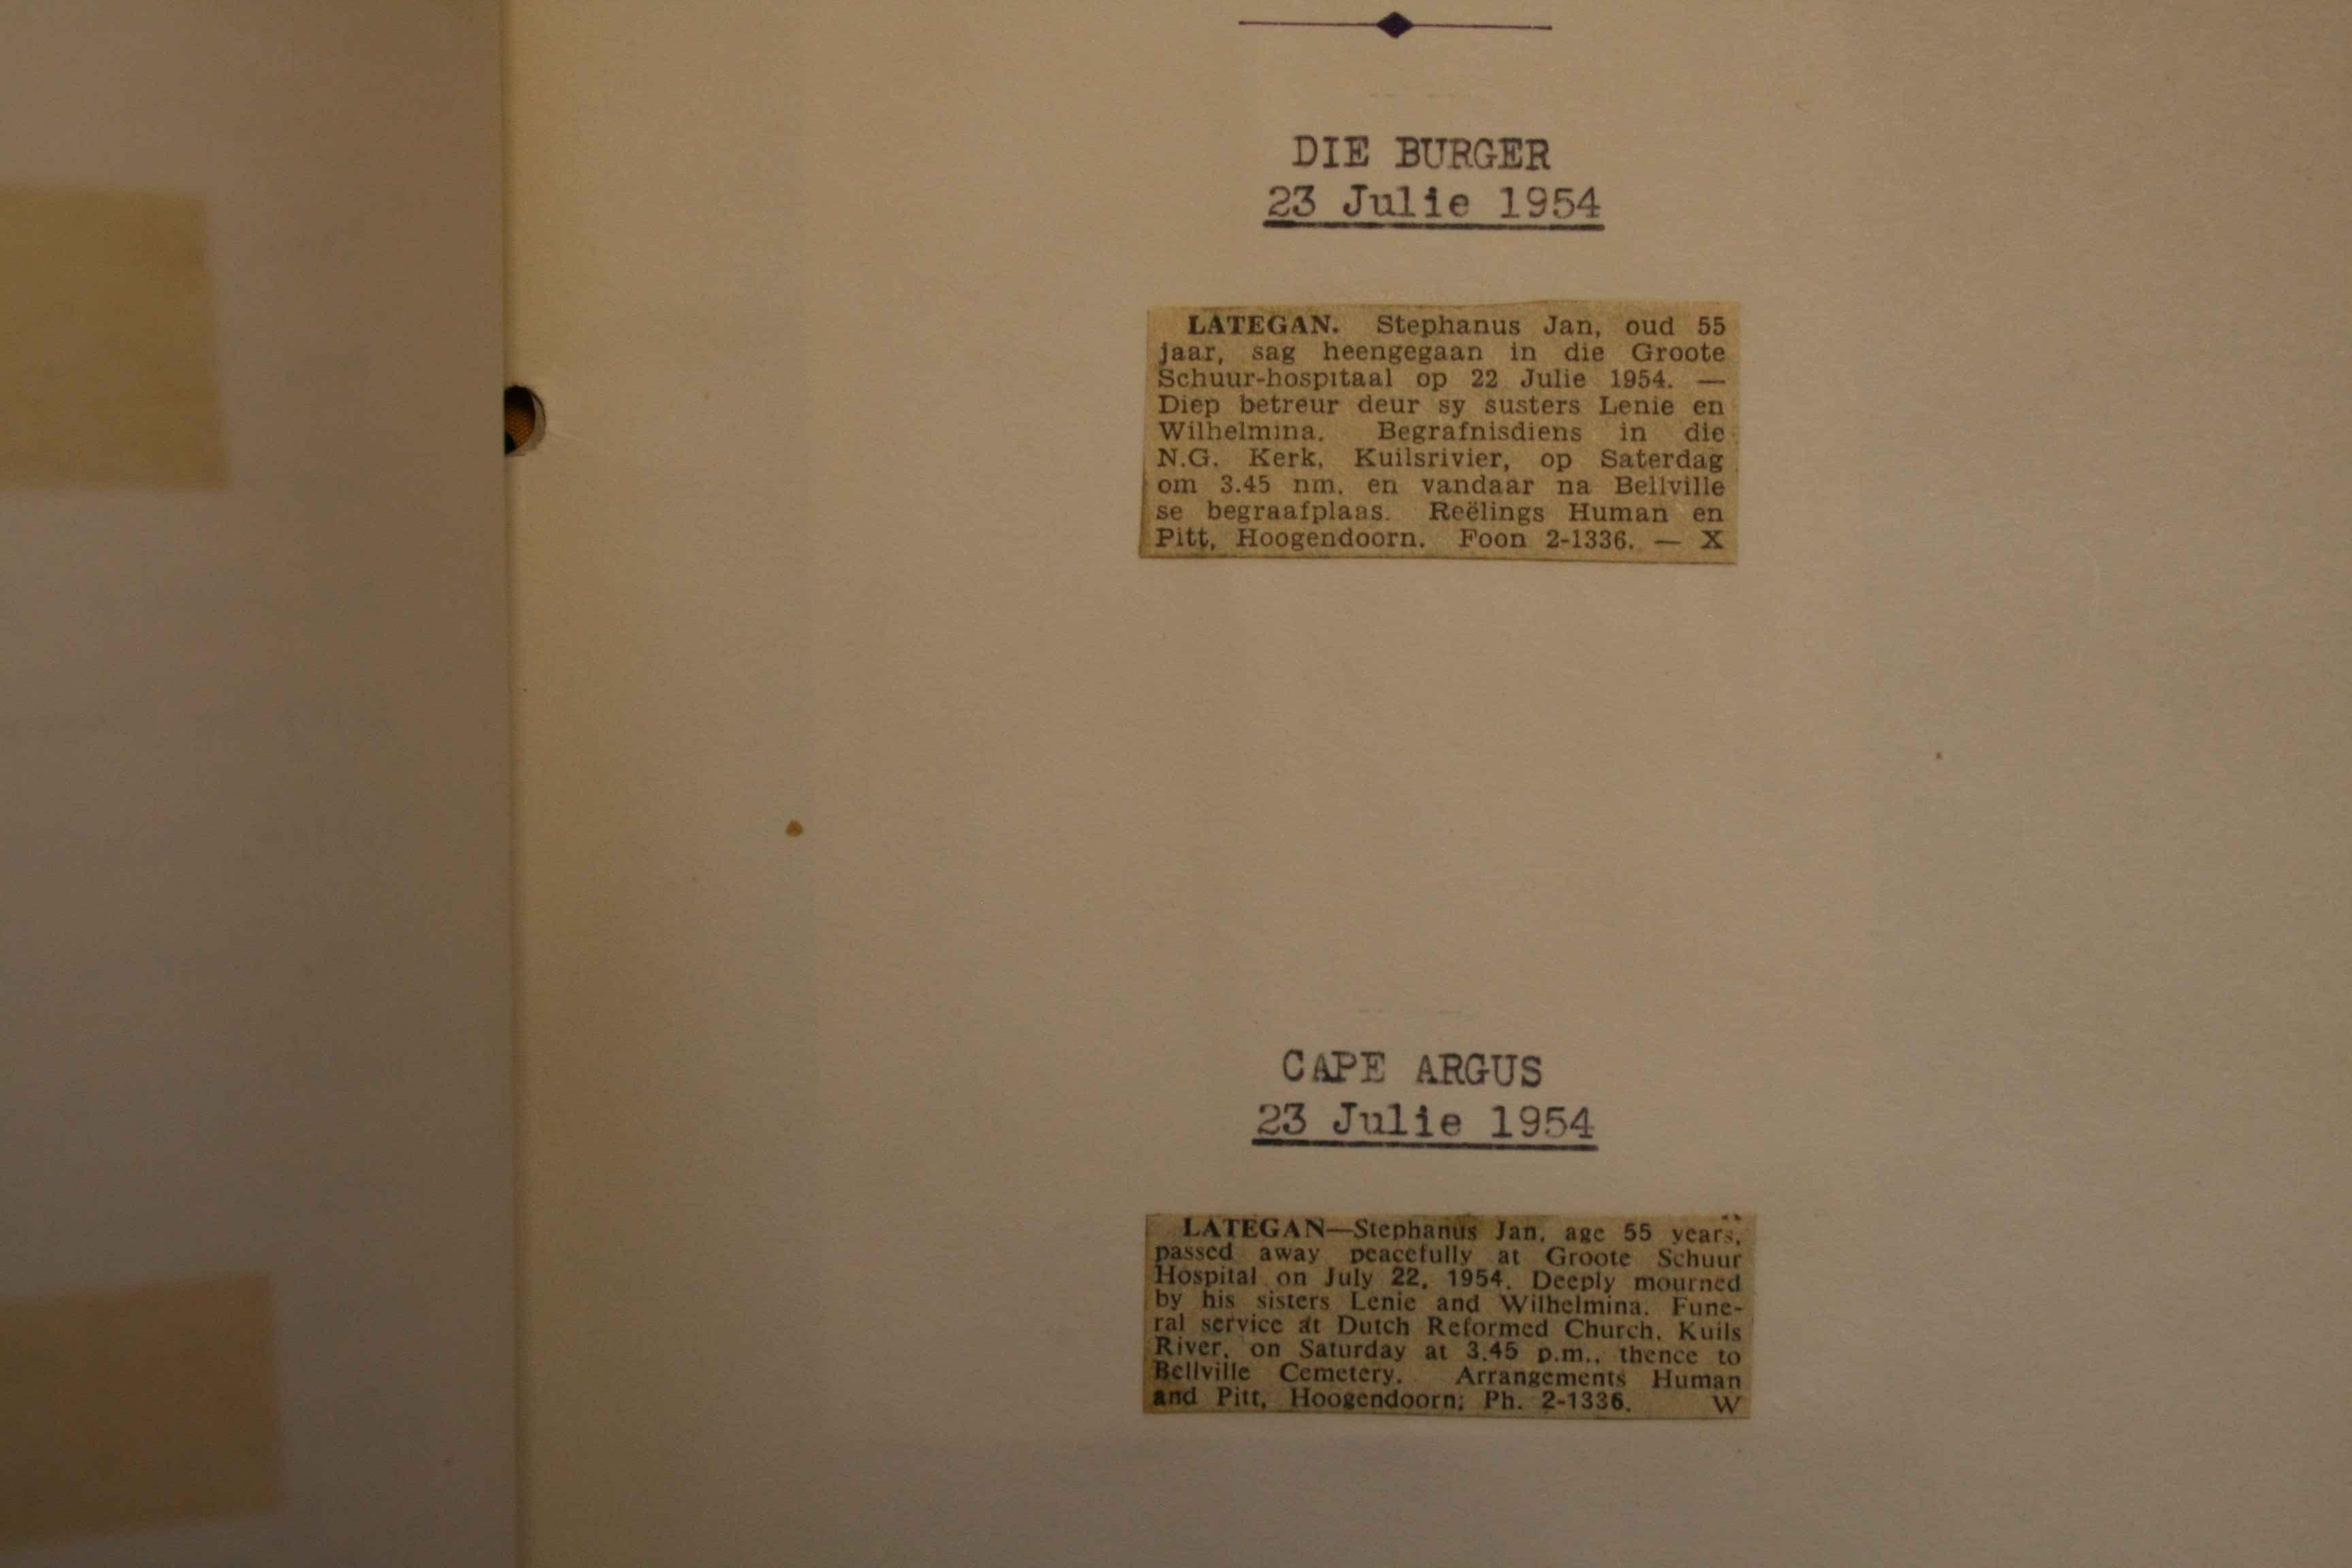 DIE BURGER
23 Julie 1954
LATEGAN. Stephanus Jan, oud 55
jaar, sag heengegaan in die Groote
Schuur-hospitaal op 22 Julie 1954. —
Diep betreur deur sy susters Lenie en
Wilhelmina. Begrafnisdiens in die
N.G. Kerk, Kuilsrivier, op Saterdag
om 3.45 nm. en vandaar na Bellville
se begraafplaas. Reëlings Human en
Pitt, Hoogendoorn. Foon 2-1336. — X
CAPE ARGUS
23 Julie 1954
LATEGAN—Stephanus Jan, age 55 years,
passed away peacefully at Groote Schuur
Hospital on July 22, 1954. Deeply mourned
by his sisters Lenie and Wilhelmina. Fune-
ral service at Dutch Reformed Church, Kuils
River, on Saturday at 3.45 p.m., thence to
Bellville Cemetery. Arrangements Human
and Pitt, Hoogendoorn; Ph. 2-1336. W